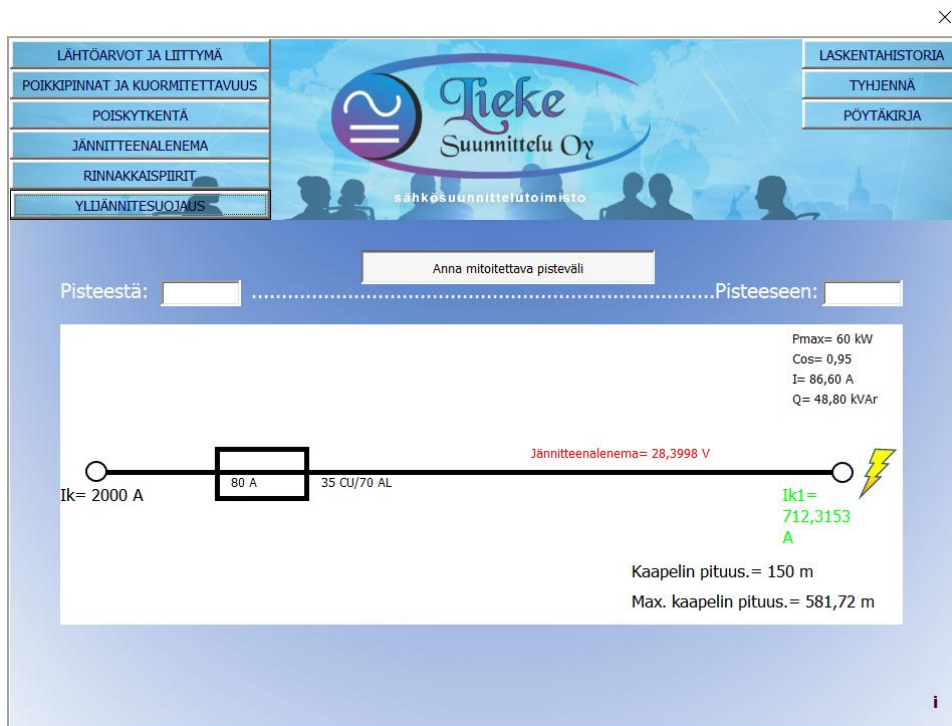 LÄHTÖARVOT JA LIITTYMÄ
POIKKIPINNAT JA KUORMITETTAVUUS
POISKYTKENTÄ
JÄNNITTEENALENEMA
RINNAKKAISPIIRIT
YLIJÄNNITESUOJAUS
Tieke
Suunnittelu Oy
sähkösuunnittelutoimisto
LASKENTAHISTORIA
TYHJENNÄ
PÖYTÄKIRJA
Anna mitoitettava pisteväli
Pisteestä: ..........Pisteeseen:
Pmax= 60 kW
Cos= 0,95
I= 86,60 A
Q= 48,80 kVAr
Jännitteenalenema= 28,3998 V
80 A
35 CU/70 AL
Ik= 2000 A
Ik1=
712,3153
A
Kaapelin pituus.= 150 m
Max. kaapelin pituus.= 581,72 m
i